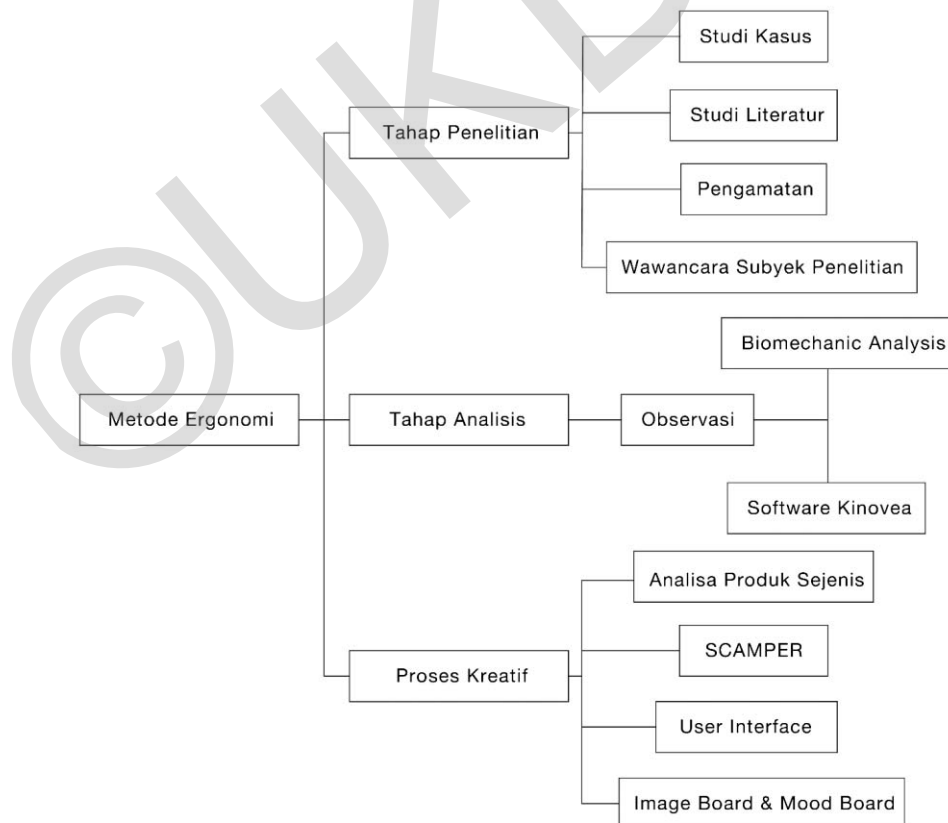 ©UKD
Studi Kasus
Tahap Penelitian
Studi Literatur
Pengamatan
Wawancara Subyek Penelitian
Metode Ergonomi
Tahap Analisis
Observasi
Biomechanic Analysis
Software Kinovea
Proses Kreatif
Analisa Produk Sejenis
SCAMPER
User Interface
Image Board & Mood Board